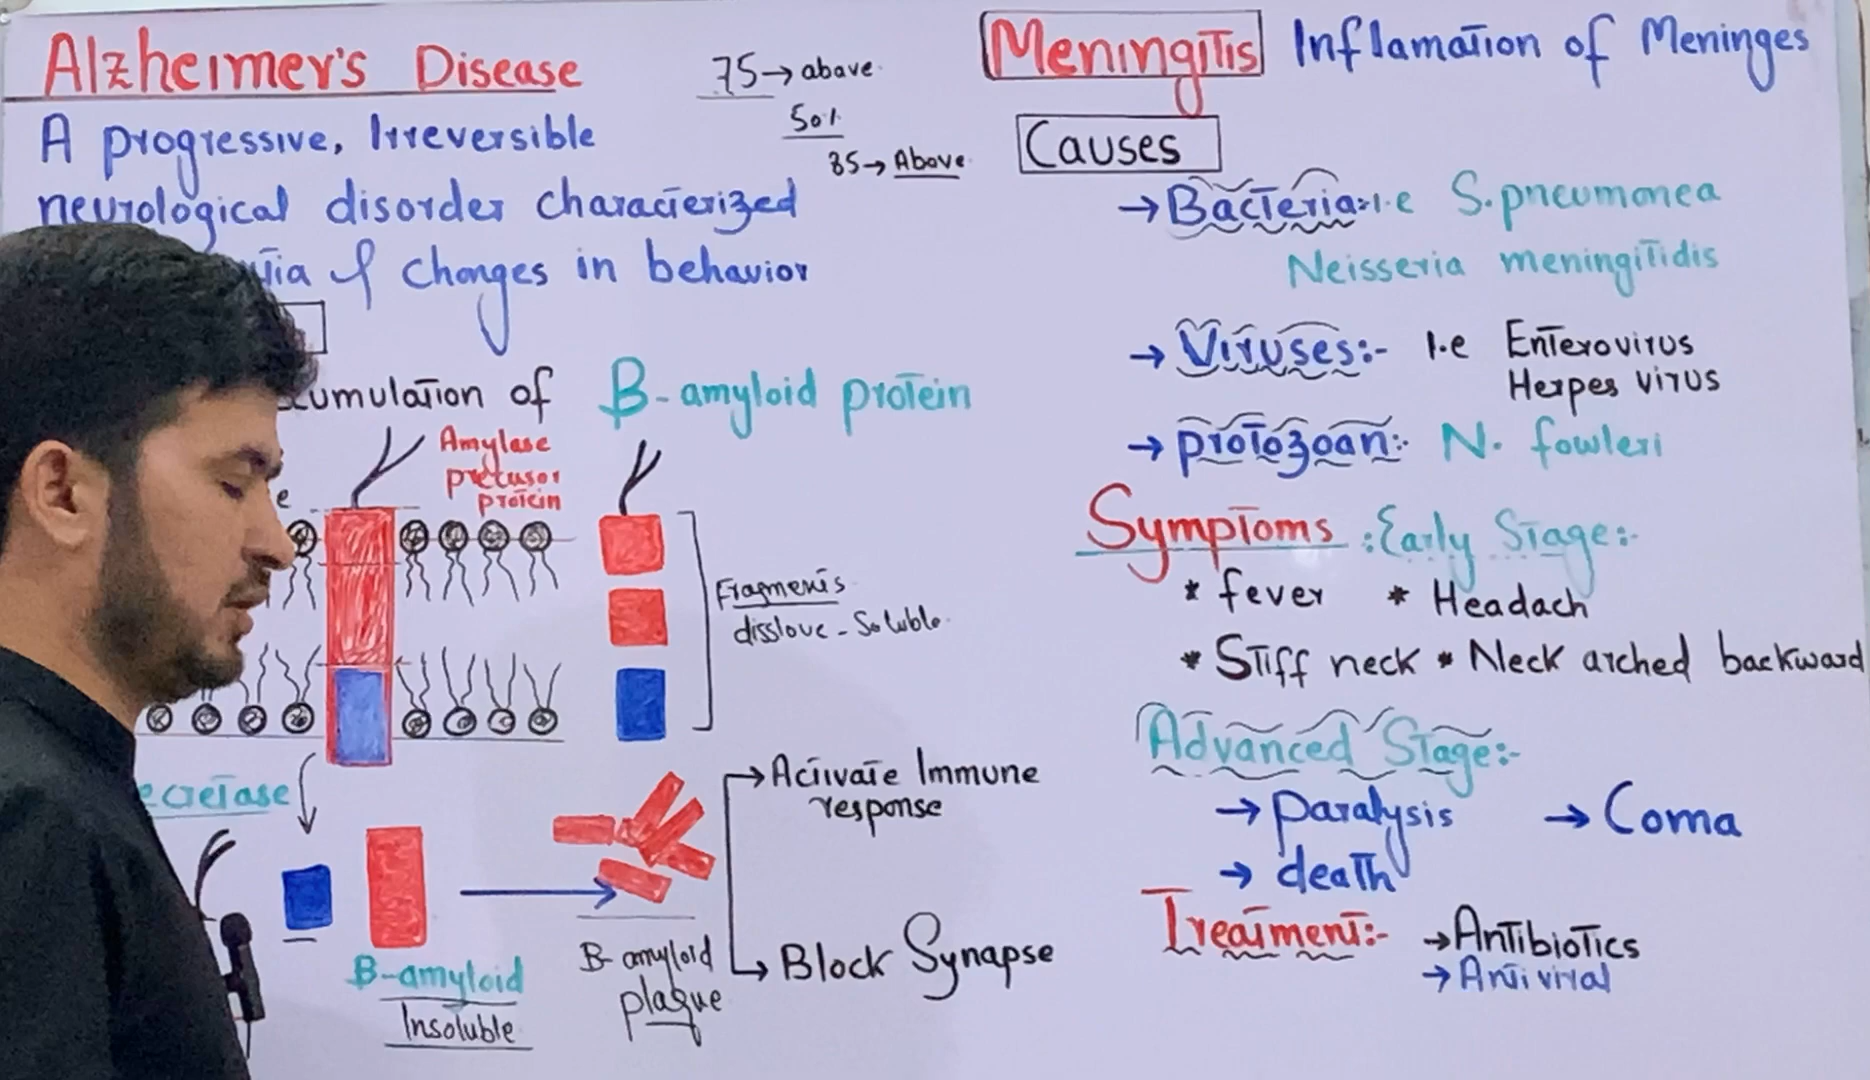 Alzheimer's Disease
75→ above
50%
85→ Above
A progressive, Irreversible
neurological disorder characterized
& changes in behavior
of B-amyloid protein
Amylase
precusor
protein
e
Fragments
disslove - Soluble
B-amyloid
Insoluble
B- amyloid
plaque
→Activate Immune
response
→ Block Synapse
Meningitis Inflamation of Meninges
Causes
→ Bacteria:- i.e S.pneumonea
Neisseria meningitidis
→ Viruses:- I.e Enterovirus
Herpes virus
→ protozoan:- N. fowleri
Symptoms :Early Stage:-
* fever * Headach
* Stiff neck * Neck arched backward
Advanced Stage:-
→ paralysis → Coma
→ death
Treatment:- →Antibiotics
→ Antiviral